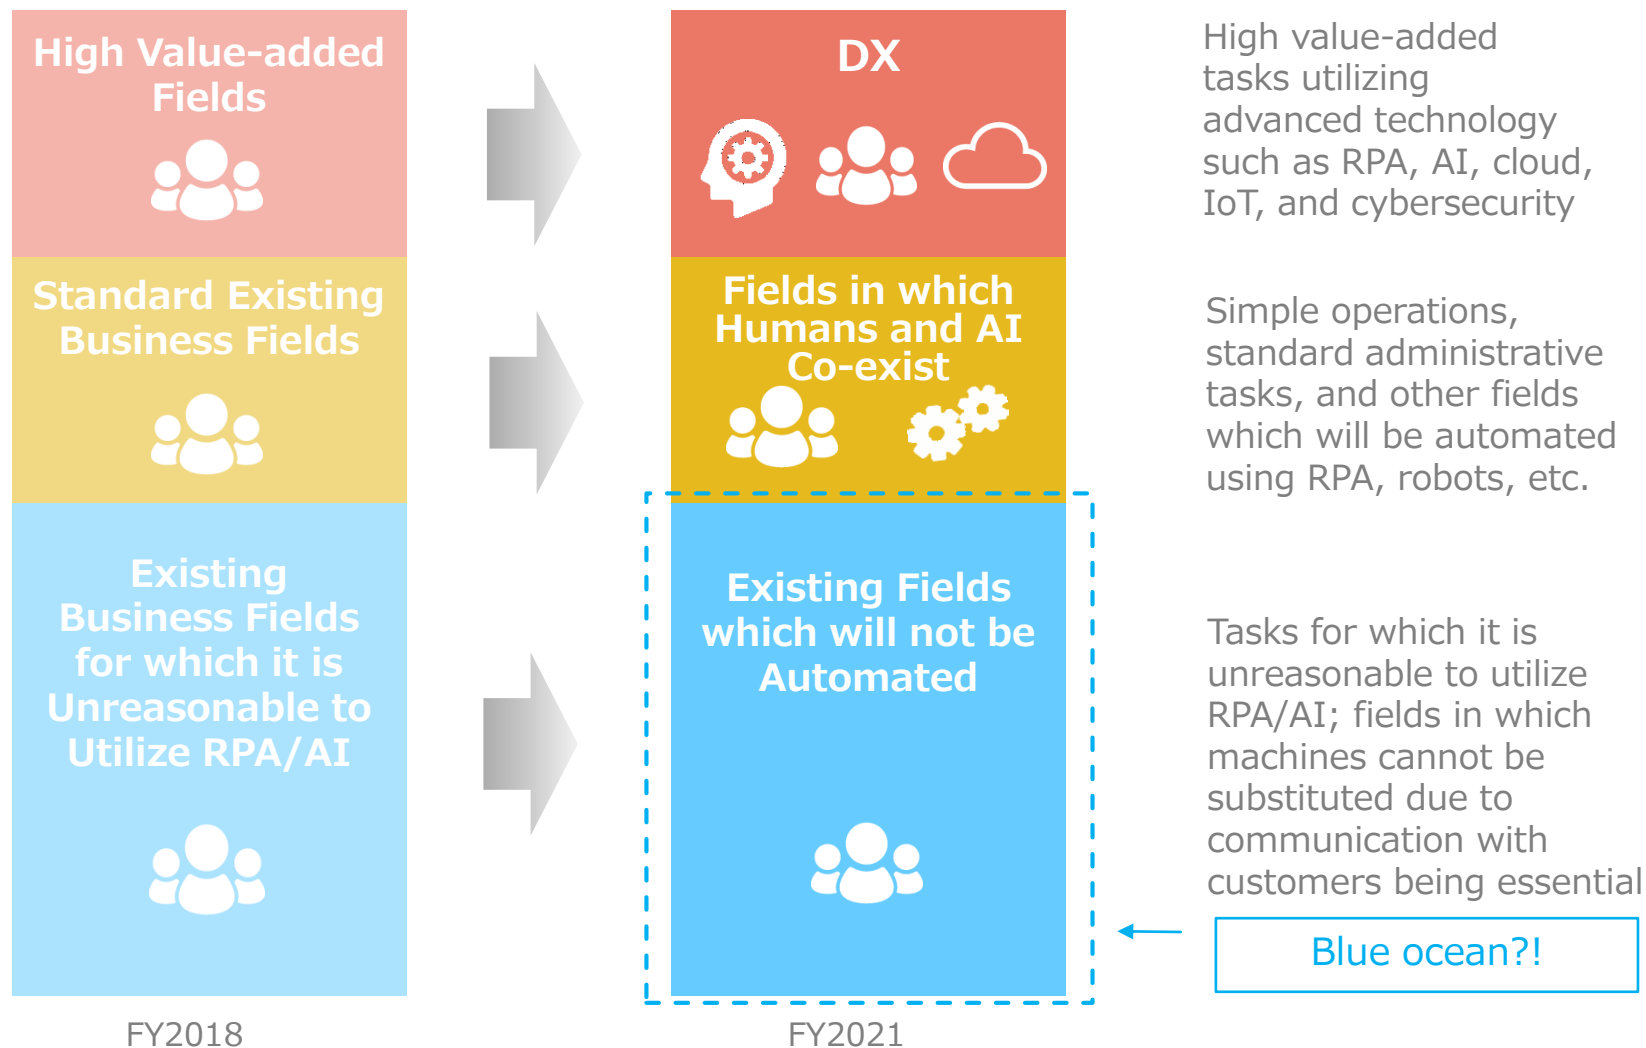 High Value-added
Fields
DX
High value-added
tasks utilizing
advanced technology
such as RPA, AI, cloud,
IoT, and cybersecurity
Standard Existing
Business Fields
Fields in which
Humans and AI
Co-exist
Simple operations,
standard administrative
tasks, and other fields
which will be automated
using RPA, robots, etc.
Existing
Business Fields
for which it is
Unreasonable to
Utilize RPA/AI
Existing Fields
which will not be
Automated
Tasks for which it is
unreasonable to utilize
RPA/AI; fields in which
machines cannot be
substituted due to
communication with
customers being essential
Blue ocean?!
FY2018
FY2021